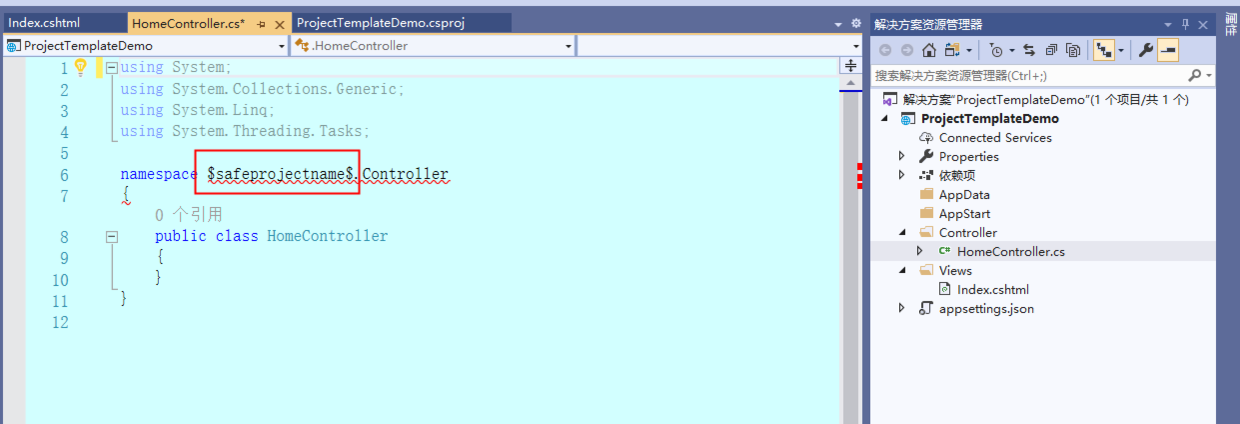 Index.cshtml
HomeController.cs*
ProjectTemplateDemo.csproj
ProjectTemplateDemo
.HomeController
1 using System;
2 using System.Collections.Generic;
3 using System.Linq;
4 using System.Threading.Tasks;
5
6 namespace $safeprojectname$.Controller
7 {
0 个引用
8 public class HomeController
9 {
10 }
11 }
12
解决方案资源管理器
搜索解决方案资源管理器(Ctrl+;)
解决方案"ProjectTemplateDemo"(1 个项目/共 1 个)
ProjectTemplateDemo
Connected Services
Properties
依赖项
AppData
AppStart
Controller
C# HomeController.cs
Views
Index.cshtml
appsettings.json
属性